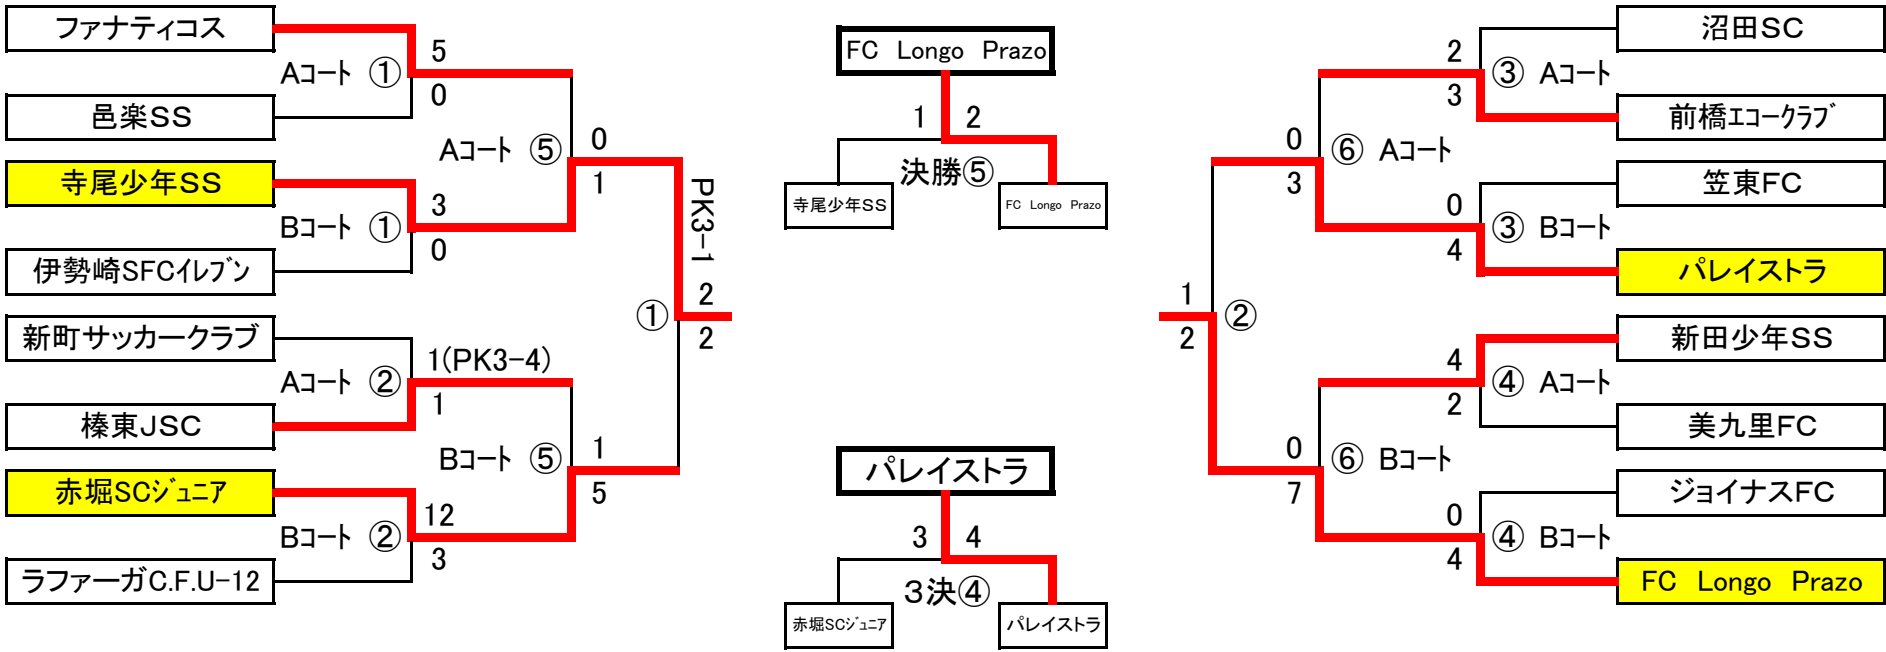 ファナティコス
5
Aコート ①
0
邑楽SS
Aコート ⑤
0
1
寺尾少年SS
3
Bコート ①
0
伊勢崎SFCイレブン
PK3-1
① 2
2
新町サッカークラブ
1(PK3-4)
Aコート ②
1
榛東JSC
Bコート ⑤
1
5
赤堀SCジュニア
12
Bコート ②
3
ラファーガC.F.U-12
FC Longo Prazo
1 2
決勝⑤
寺尾少年SS
FC Longo Prazo
パレイストラ
3 4
3決④
赤堀SCジュニア
パレイストラ
沼田SC
2
③ Aコート
3
前橋エコークラブ
0
⑥ Aコート
3
笠東FC
0
③ Bコート
4
パレイストラ
1
②
2
新田少年SS
4
④ Aコート
2
美九里FC
0
⑥ Bコート
7
ジョイナスFC
0
④ Bコート
4
FC Longo Prazo